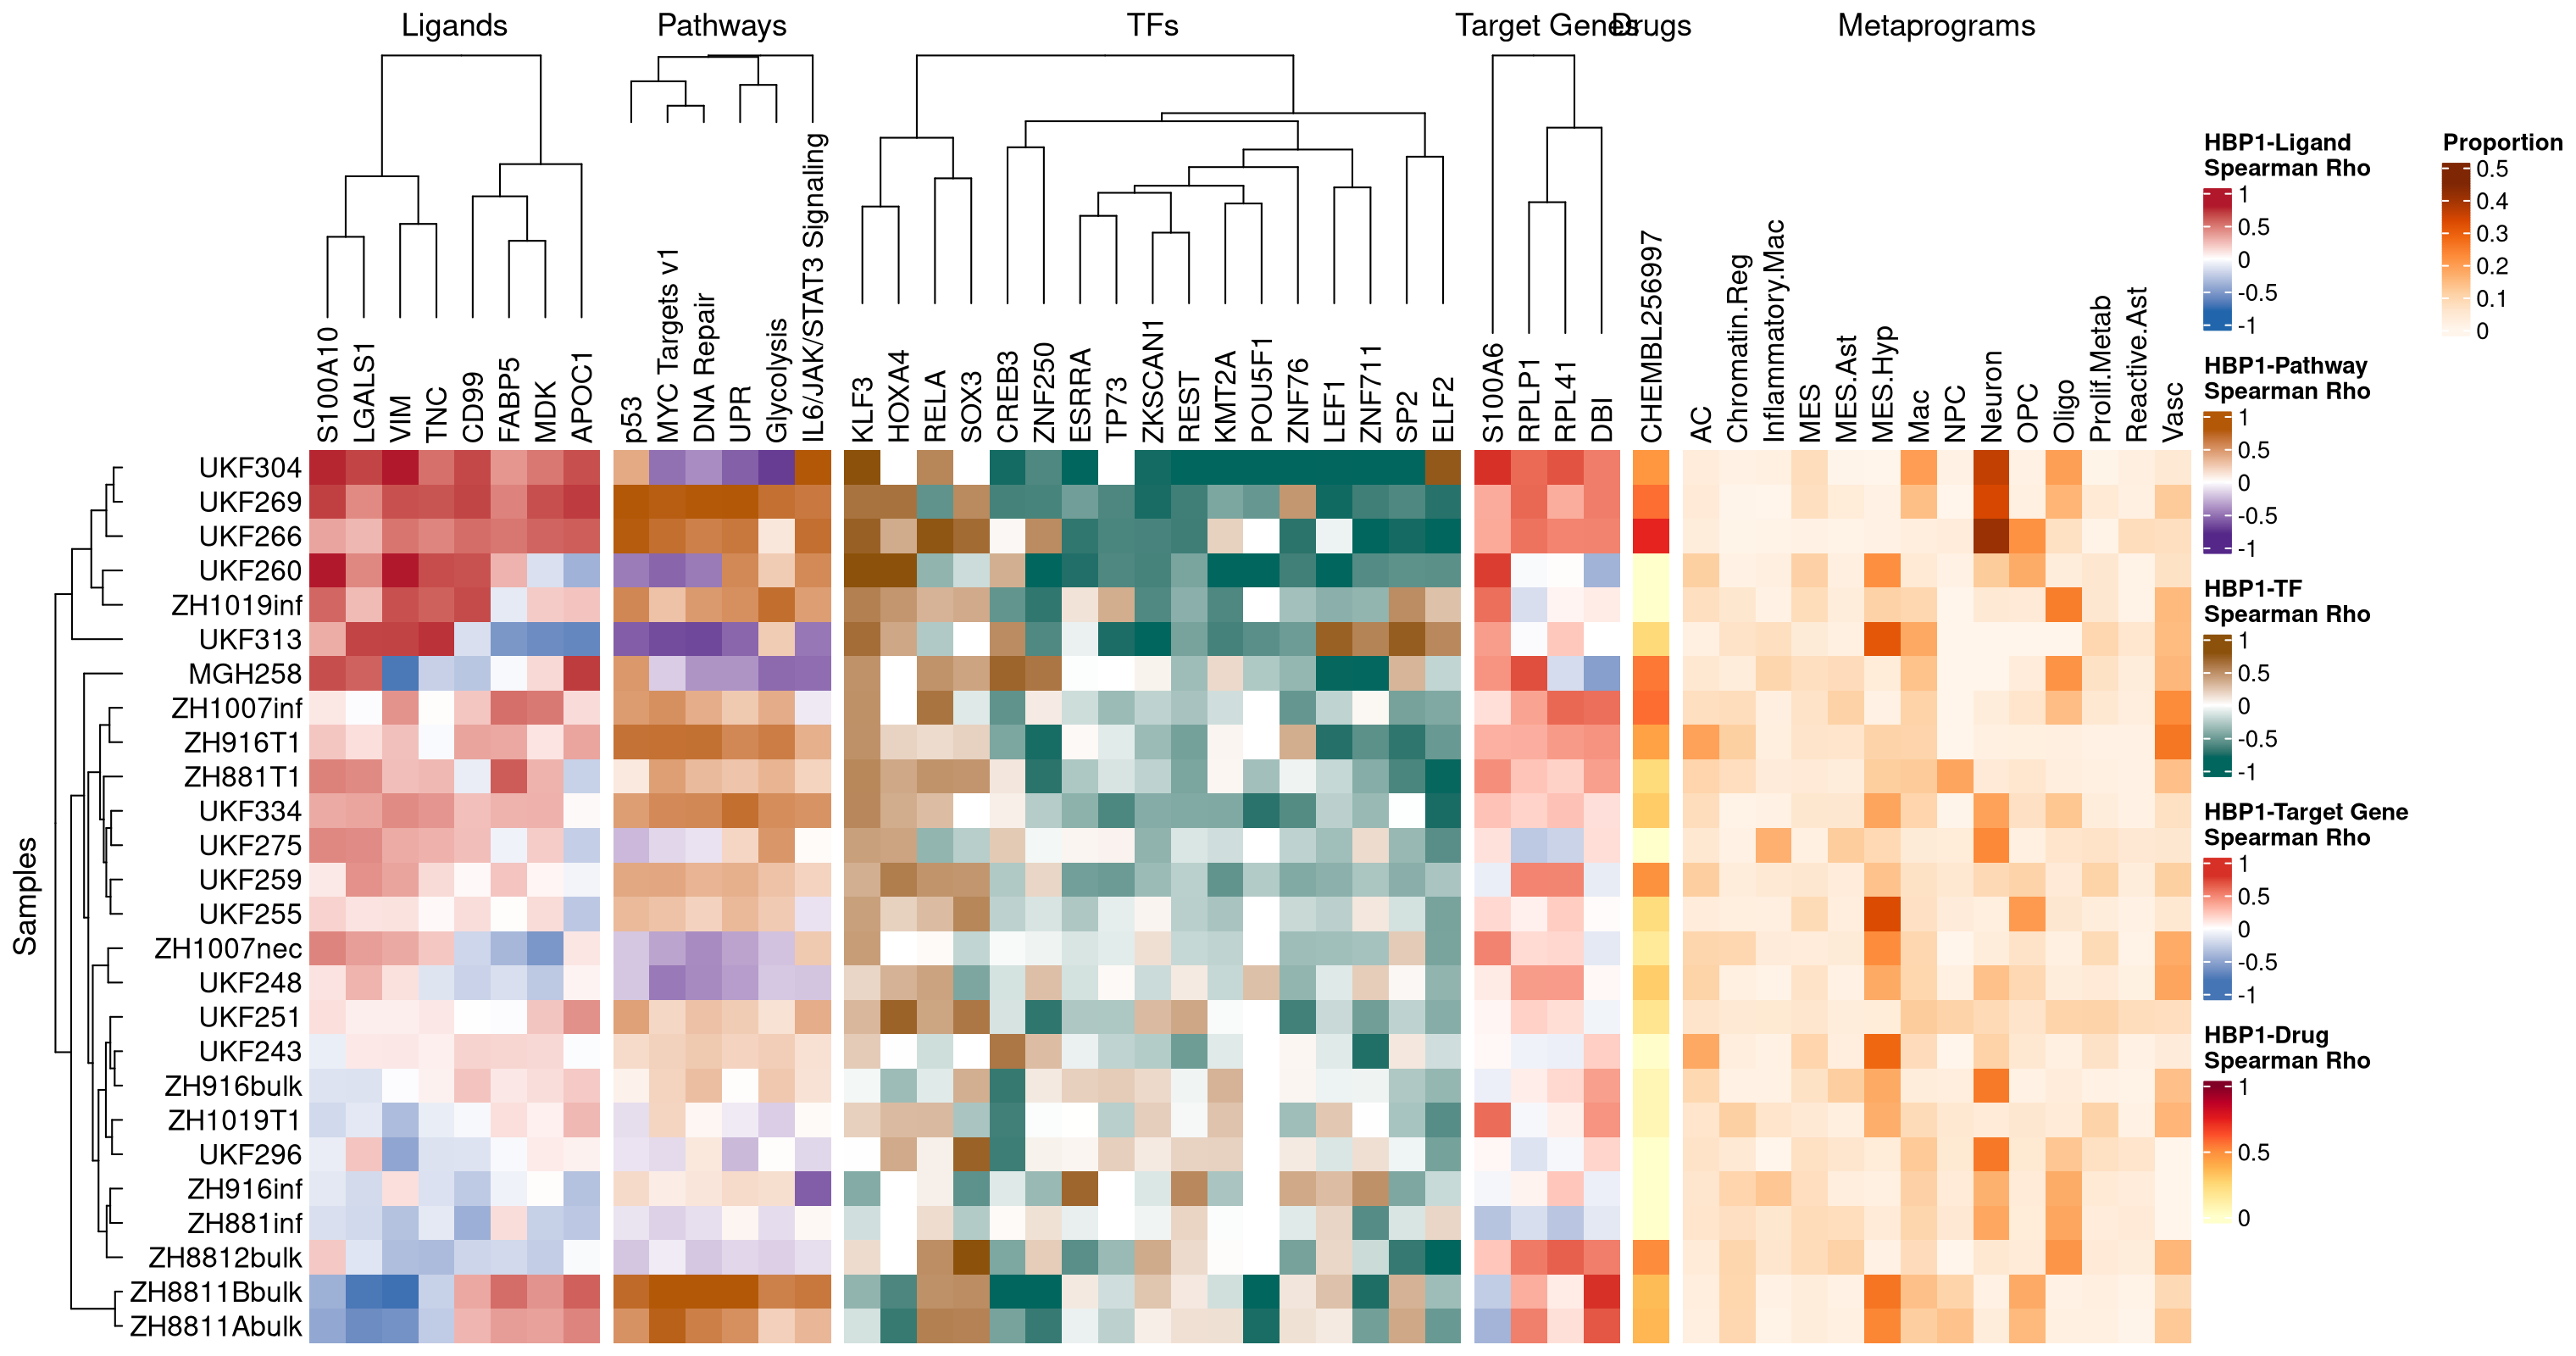 Ligands
Pathways
TFs
Target Genes
Drugs
Metaprograms
S100A10
LGALS1
VIM
TNC
CD99
FABP5
MDK
APOC1
p53
MYC Targets v1
DNA Repair
UPR
Glycolysis
IL6/JAK/STAT3 Signaling
KLF3
HOXA4
RELA
SOX3
CREB3
ZNF250
ESRRA
TP73
ZKSCAN1
REST
KMT2A
POU5F1
ZNF76
LEF1
ZNF711
SP2
ELF2
S100A6
RPLP1
RPL41
DBI
CHEMBL256997
AC
Chromatin.Reg
Inflammatory.Mac
MES
MES.Ast
MES.Hyp
Mac
NPC
Neuron
OPC
Oligo
Prolif.Metab
Reactive.Ast
Vasc
Samples
UKF304
UKF269
UKF266
UKF260
ZH1019inf
UKF313
MGH258
ZH1007inf
ZH916T1
ZH881T1
UKF334
UKF275
UKF259
UKF255
ZH1007nec
UKF248
UKF251
UKF243
ZH916bulk
ZH1019T1
UKF296
ZH916inf
ZH881inf
ZH8812bulk
ZH8811Bbulk
ZH8811Abulk
HBP1-Ligand
Spearman Rho
1
0.5
0
-0.5
-1
HBP1-Pathway
Spearman Rho
1
0.5
0
-0.5
-1
HBP1-TF
Spearman Rho
1
0.5
0
-0.5
-1
HBP1-Target Gene
Spearman Rho
1
0.5
0
-0.5
-1
HBP1-Drug
Spearman Rho
1
0.5
0
Proportion
0.5
0.4
0.3
0.2
0.1
0